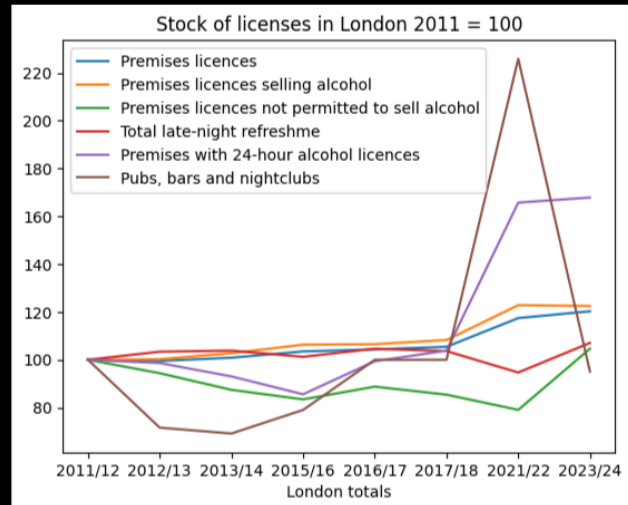 Stock of licenses in London 2011 = 100
Premises licences
Premises licences selling alcohol
Premises licences not permitted to sell alcohol
Total late-night refreshme
Premises with 24-hour alcohol licences
Pubs, bars and nightclubs
220
200
180
160
140
120
100
80
2011/12 2012/13 2013/14 2015/16 2016/17 2017/18 2021/22 2023/24
London totals